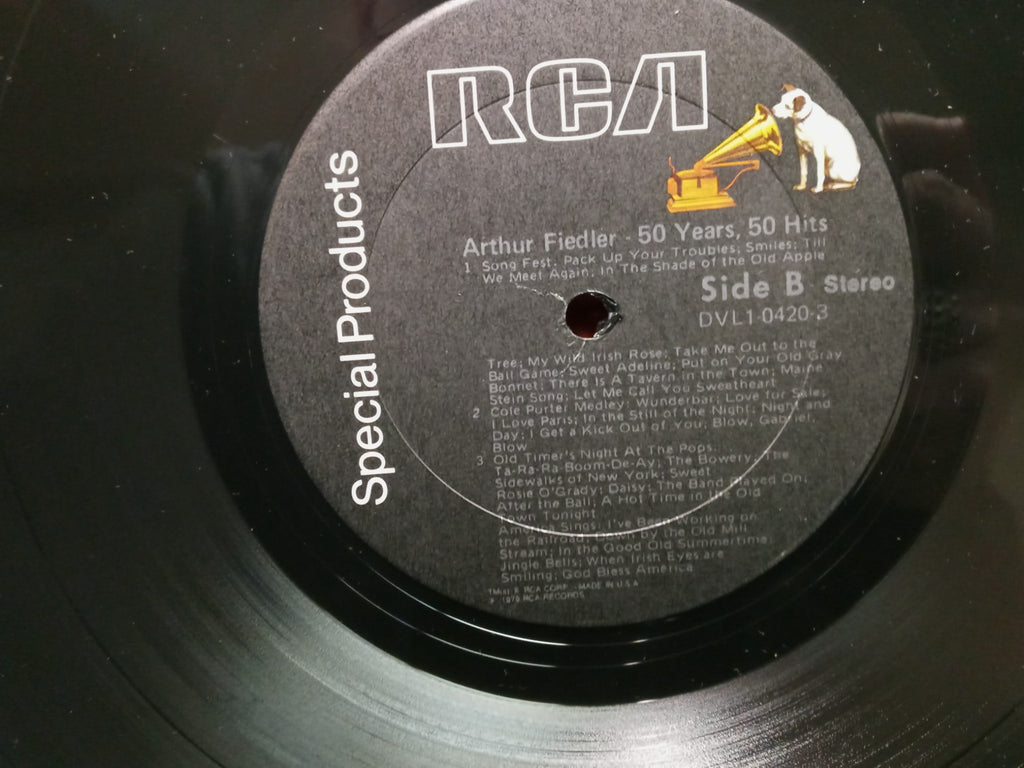 RCA
Special Products
Arthur Fiedler - 50 Years, 50 Hits
1 Song Fest: Pack Up Your Troubles; Smiles; Till
We Meet Again; In The Shade of the Old Apple
Side B Stereo
DVL1-0420-3
Tree; My Wild Irish Rose; Take Me Out to the
Ball Game; Sweet Adeline; Put on Your Old Gray
Bonnet; There Is A Tavern in the Town; Maine
Stein Song; Let Me Call You Sweetheart
2 Cole Porter Medley: Wunderbar; Love for Sale;
I Love Paris; In the Still of the Night; Night and
Day; I Get a Kick Out of You; Blow, Gabriel,
Blow
3 Old Timer's Night At The Pops:
Ta-Ra-Ra-Boom-De-Ay; The Bowery; The
Sidewalks of New York; Sweet
Rosie O'Grady; Daisy; The Band Played On;
After the Ball; A Hot Time in the Old
Town Tonight
America Sings: I've Been Working on
the Railroad; Down by the Old Mill
Stream; In the Good Old Summertime;
Jingle Bells; When Irish Eyes are
Smiling; God Bless America
TM(s) ® RCA CORP. - MADE IN U.S.A.
℗ 1979 RCA RECORDS